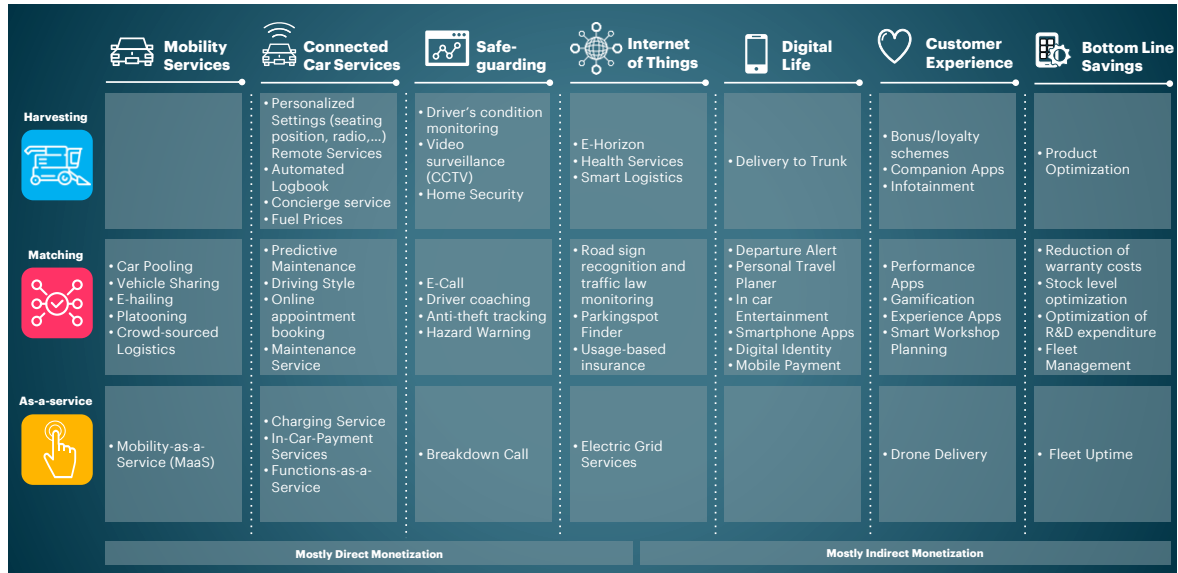 Mobility
Services
Connected
Car Services
Safe-
guarding
Internet
of Things
Digital
Life
Customer
Experience
Bottom Line
Savings
Harvesting
• Personalized
Settings (seating
position, radio,...)
Remote Services
• Automated
Logbook
• Concierge service
• Fuel Prices
• Driver's condition
monitoring
• Video
surveillance
(CCTV)
• Home Security
• E-Horizon
• Health Services
• Smart Logistics
• Delivery to Trunk
• Bonus/loyalty
schemes
• Companion Apps
• Infotainment
• Product
Optimization
Matching
• Car Pooling
• Vehicle Sharing
• E-hailing
• Platooning
• Crowd-sourced
Logistics
• Predictive
Maintenance
• Driving Style
• Online
appointment
booking
• Maintenance
Service
• E-Call
• Driver coaching
• Anti-theft tracking
• Hazard Warning
• Road sign
recognition and
traffic law
monitoring
• Parkingspot
Finder
• Usage-based
insurance
• Departure Alert
• Personal Travel
Planer
• In car
Entertainment
• Smartphone Apps
• Digital Identity
• Mobile Payment
• Performance
Apps
• Gamification
• Experience Apps
• Smart Workshop
Planning
• Reduction of
warranty costs
• Stock level
optimization
• Optimization of
R&D expenditure
• Fleet
Management
As-a-service
• Mobility-as-a-
Service (MaaS)
• Charging Service
• In-Car-Payment
Services
• Functions-as-a-
Service
• Breakdown Call
• Electric Grid
Services
• Drone Delivery
• Fleet Uptime
Mostly Direct Monetization
Mostly Indirect Monetization